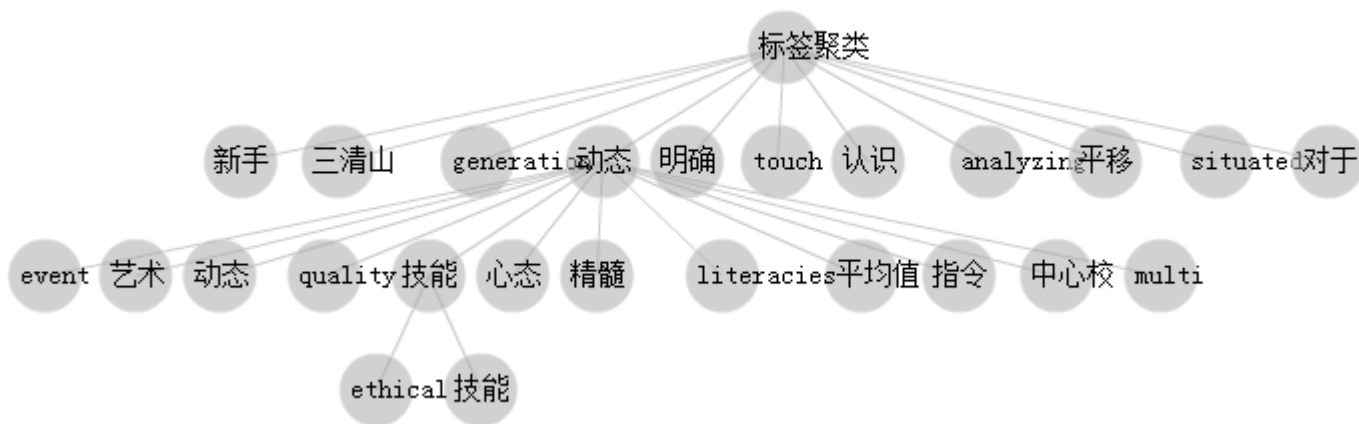 标签聚类
新手 三清山 generation 动态 明确 touch 认识 analyzing 平移 situated 对于
event 艺术 动态 quality 技能 心态 精髓 literacies 平均值 指令 中心校 multi
ethical 技能